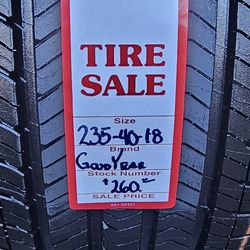 TIRE
SALE
Size
235-40-18
Brand
GOODYEAR
Stock Number
$260.=
SALE PRICE